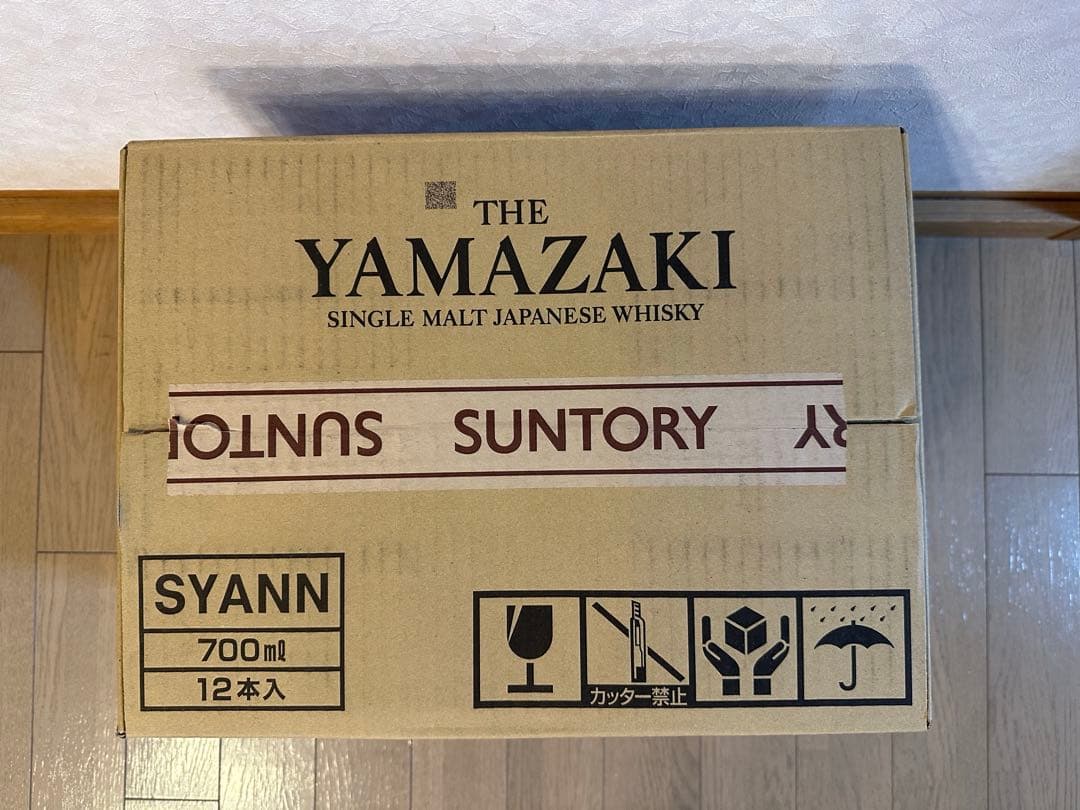 THE
YAMAZAKI
SINGLE MALT JAPANESE WHISKY
SUNTO SUNTORY RY
SYANN
700ml
12本入
カッター禁止